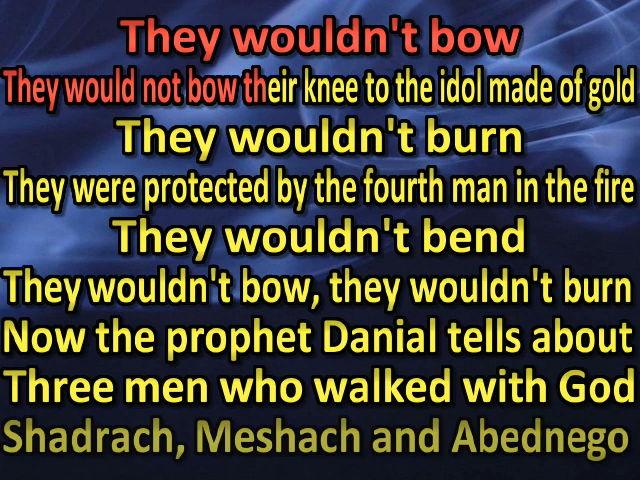 They wouldn't bow
They would not bow their knee to the idol made of gold
They wouldn't burn
They were protected by the fourth man in the fire
They wouldn't bend
They wouldn't bow, they wouldn't burn
Now the prophet Danial tells about
Three men who walked with God
Shadrach, Meshach and Abednego